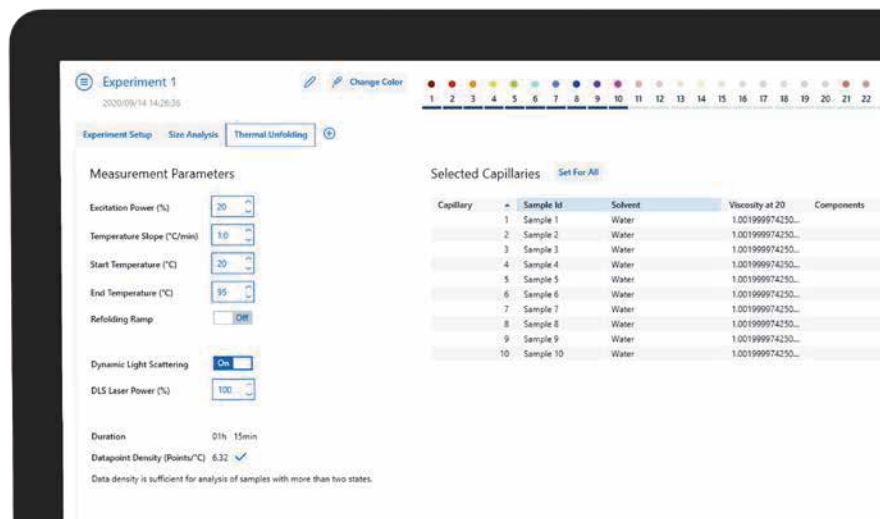 Experiment 1
Change Color
2020/09/14 14:26:36
1 2 3 4 5 6 7 8 9 10 11 12 13 14 15 16 17 18 19 20 21 22
Experiment Setup Size Analysis Thermal Unfolding
Measurement Parameters
Selected Capillaries Set For All
Capillary Sample Id Solvent Viscosity at 20 Components
1 Sample 1 Water 1.001999974250...
2 Sample 2 Water 1.001999974250...
3 Sample 3 Water 1.001999974250...
4 Sample 4 Water 1.001999974250...
5 Sample 5 Water 1.001999974250...
6 Sample 6 Water 1.001999974250...
7 Sample 7 Water 1.001999974250...
8 Sample 8 Water 1.001999974250...
9 Sample 9 Water 1.001999974250...
10 Sample 10 Water 1.001999974250...
Excitation Power (%) 20
Temperature Slope (°C/min) 1.0
Start Temperature (°C) 20
End Temperature (°C) 95
Refolding Ramp Off
Dynamic Light Scattering On
DLS Laser Power (%) 100
Duration 01h 15min
Datapoint Density (Points/°C) 6.32
Data density is sufficient for analysis of samples with more than two states.